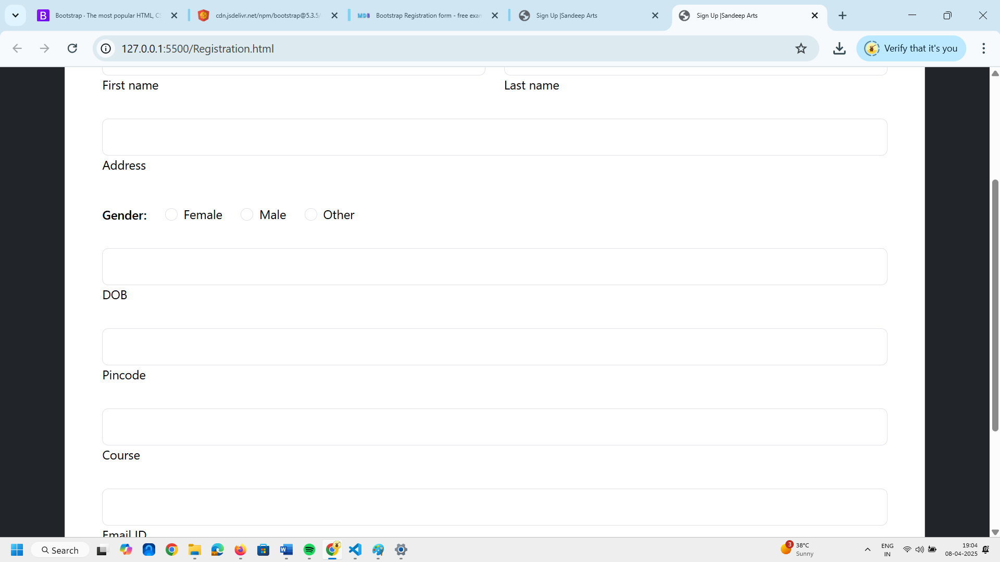 Bootstrap · The most popular HTML, CS
cdn.jsdelivr.net/npm/bootstrap@5.3.5/
Bootstrap Registration form - free exam
Sign Up |Sandeep Arts
Sign Up |Sandeep Arts
127.0.0.1:5500/Registration.html
Verify that it's you
First name
Last name
Address
Gender:
Female
Male
Other
DOB
Pincode
Course
Email ID
Search
3
38°C
Sunny
ENG
IN
19:04
08-04-2025